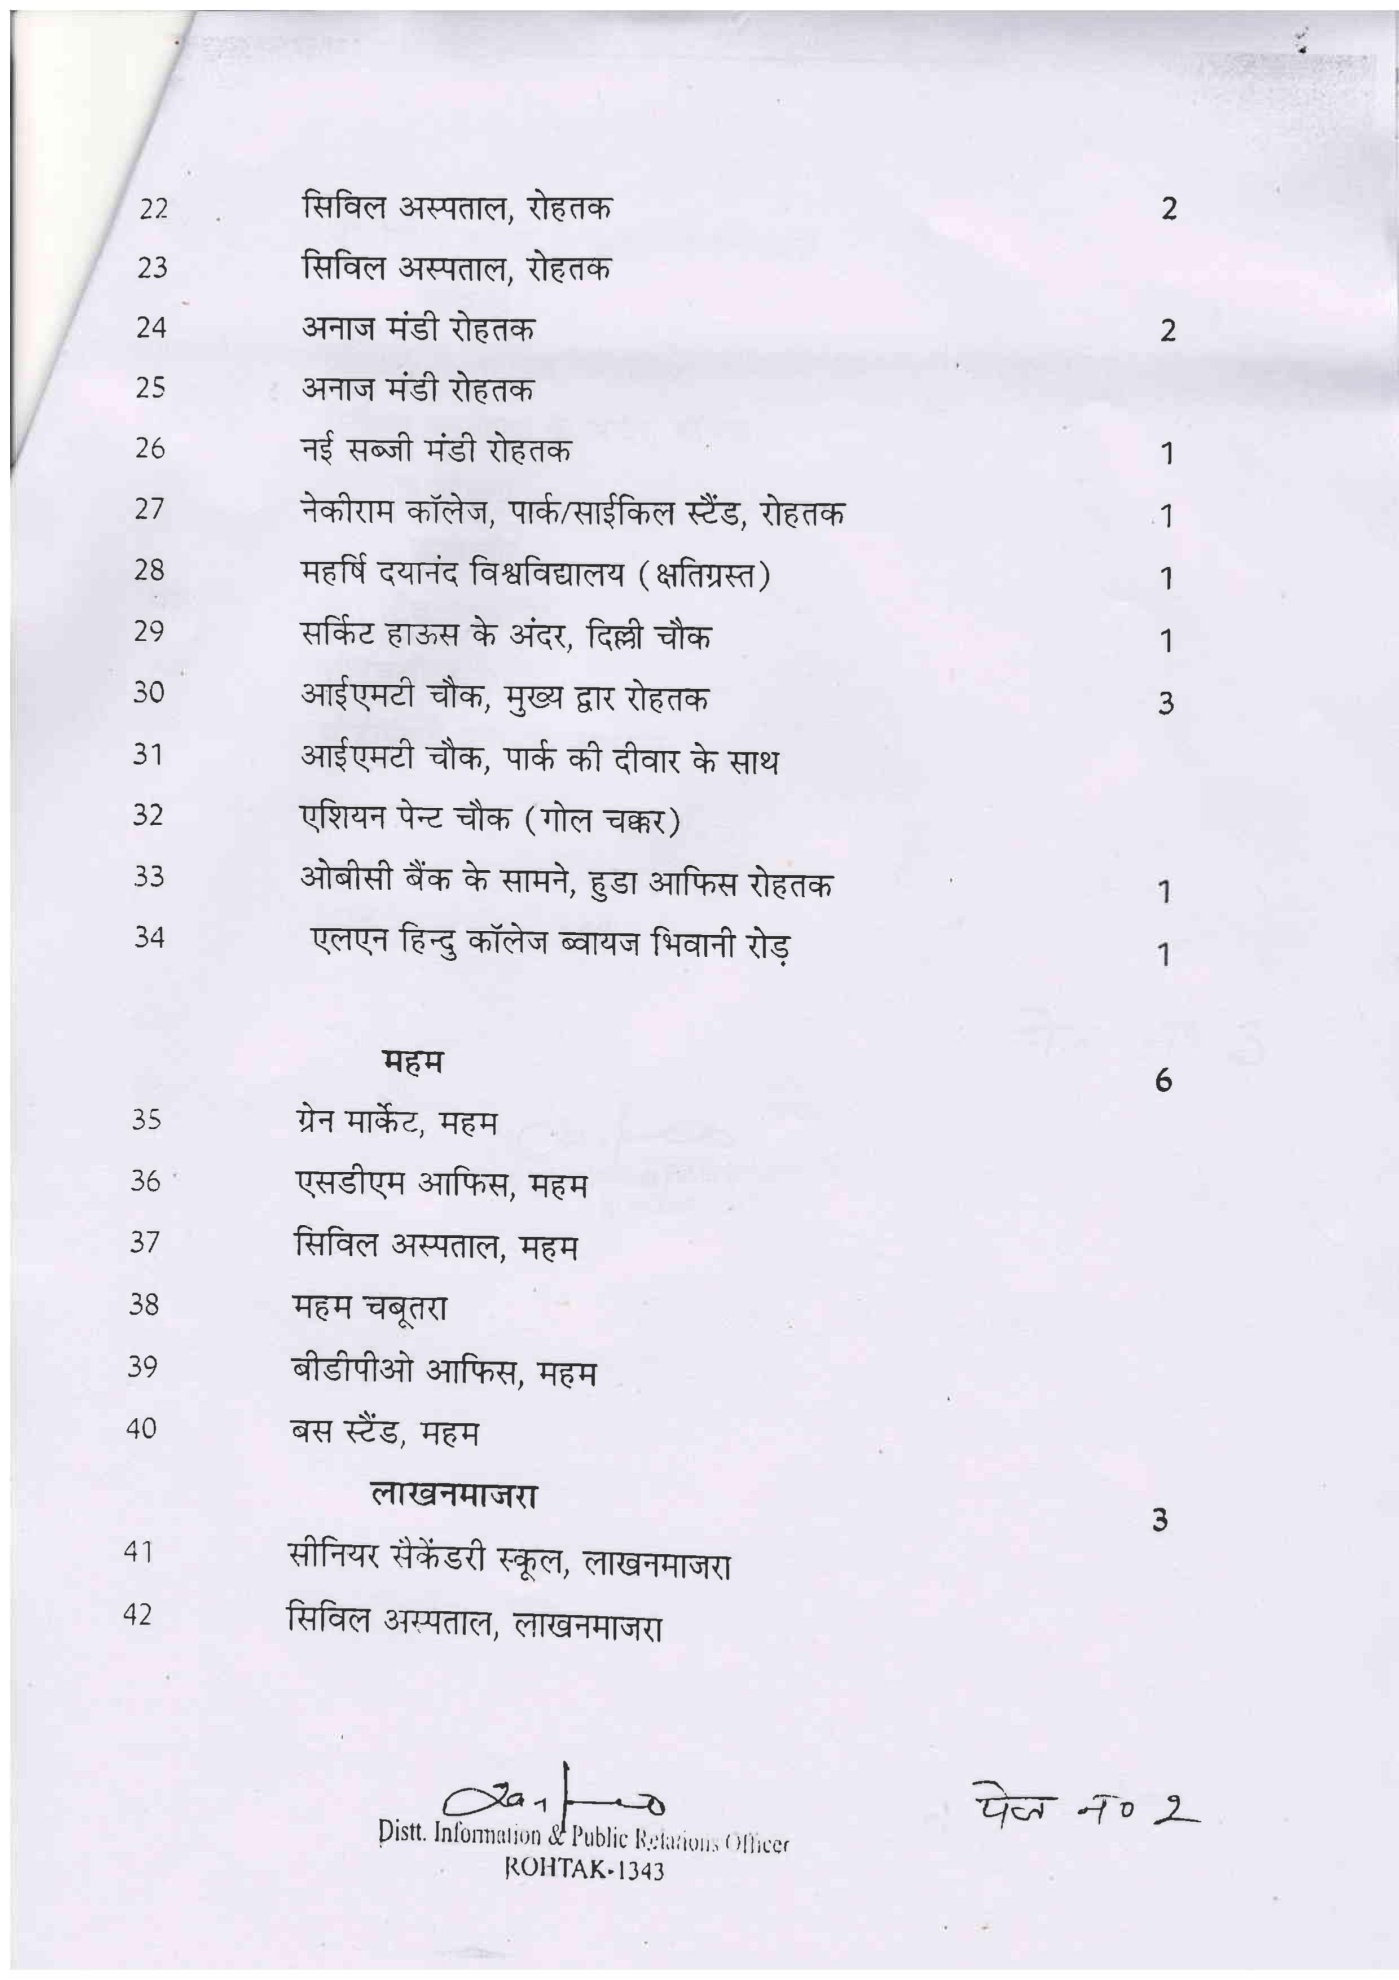 22 सिविल अस्पताल, रोहतक 2
23 सिविल अस्पताल, रोहतक
24 अनाज मंडी रोहतक 2
25 अनाज मंडी रोहतक
26 नई सब्जी मंडी रोहतक 1
27 नेकीराम कॉलेज, पार्क/साईकिल स्टैंड, रोहतक 1
28 महर्षि दयानंद विश्वविद्यालय (क्षतिग्रस्त) 1
29 सर्किट हाऊस के अंदर, दिल्ली चौक 1
30 आईएमटी चौक, मुख्य द्वार रोहतक 3
31 आईएमटी चौक, पार्क की दीवार के साथ
32 एशियन पेन्ट चौक (गोल चक्कर)
33 ओबीसी बैंक के सामने, हुडा आफिस रोहतक 1
34 एलएन हिन्दु कॉलेज ब्वायज भिवानी रोड़ 1
महम 6
35 ग्रेन मार्केट, महम
36 एसडीएम आफिस, महम
37 सिविल अस्पताल, महम
38 महम चबूतरा
39 बीडीपीओ आफिस, महम
40 बस स्टैंड, महम
लाखनमाजरा 3
41 सीनियर सैकेंडरी स्कूल, लाखनमाजरा
42 सिविल अस्पताल, लाखनमाजरा
Distt. Information & Public Relations Officer
ROHTAK-1343
पेज न० 2